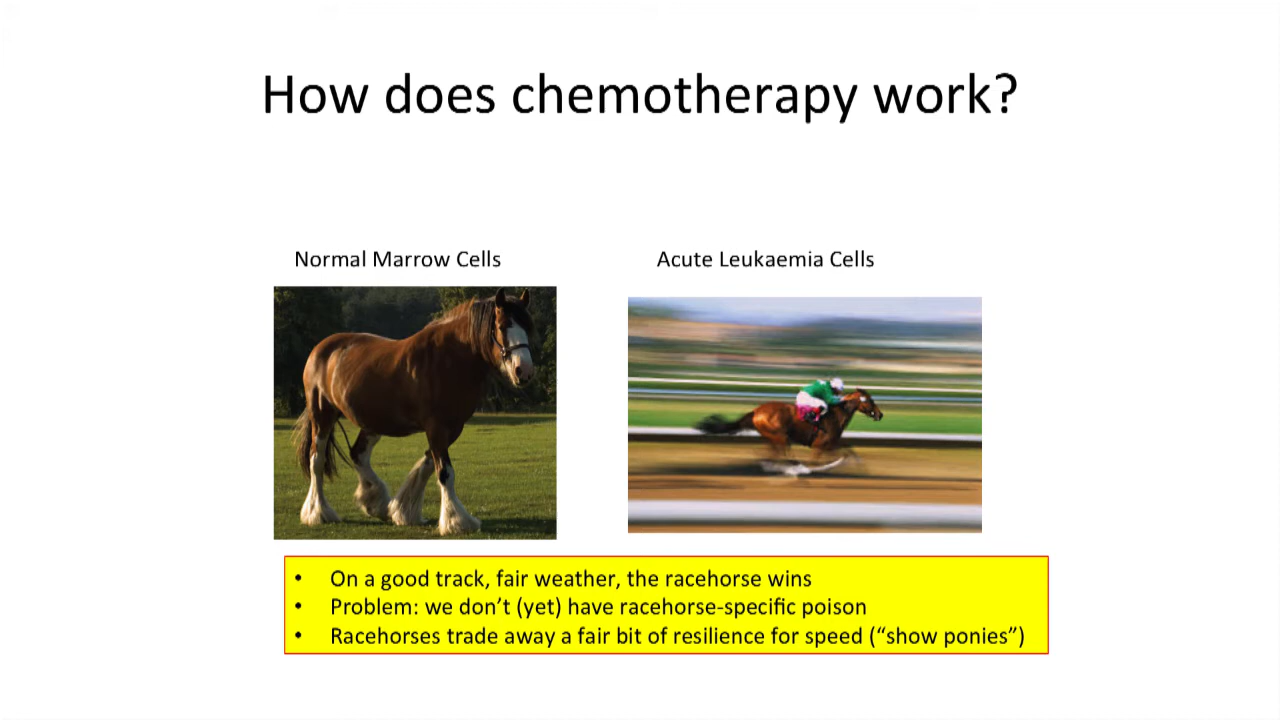 How does chemotherapy work?
Normal Marrow Cells
Acute Leukaemia Cells
• On a good track, fair weather, the racehorse wins
• Problem: we don’t (yet) have racehorse-specific poison
• Racehorses trade away a fair bit of resilience for speed (“show ponies”)